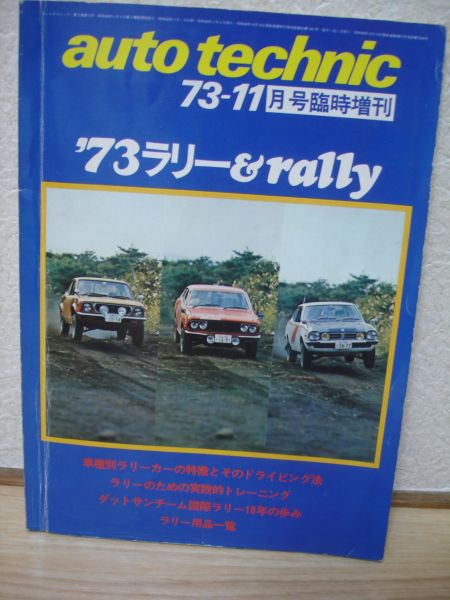 auto technic
73-11月号臨時増刊
'73ラリー&rally
車種別ラリーカーの特徴とそのドライビング法
ラリーのための実践的トレーニング
ダットサンチーム国際ラリー10年の歩み
ラリー用品一覧